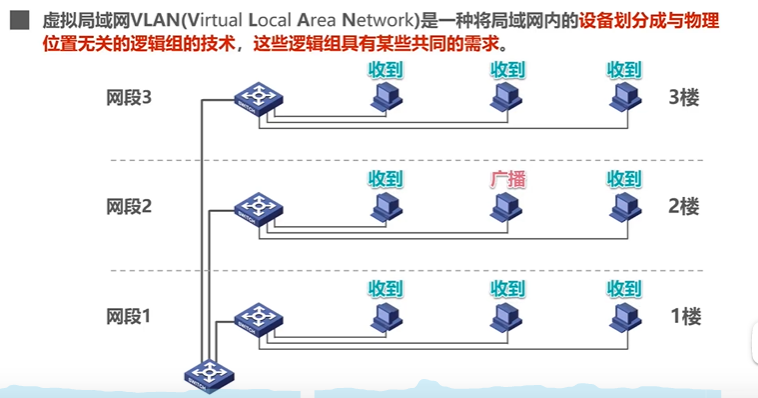 虚拟局域网VLAN(Virtual Local Area Network)是一种将局域网内的设备划分成与物理
位置无关的逻辑组的技术，这些逻辑组具有某些共同的需求。
收到 收到 收到
网段3 3楼
SWITCH
收到 广播 收到
网段2 2楼
SWITCH
收到 收到 收到
网段1 1楼
SWITCH
SWITCH